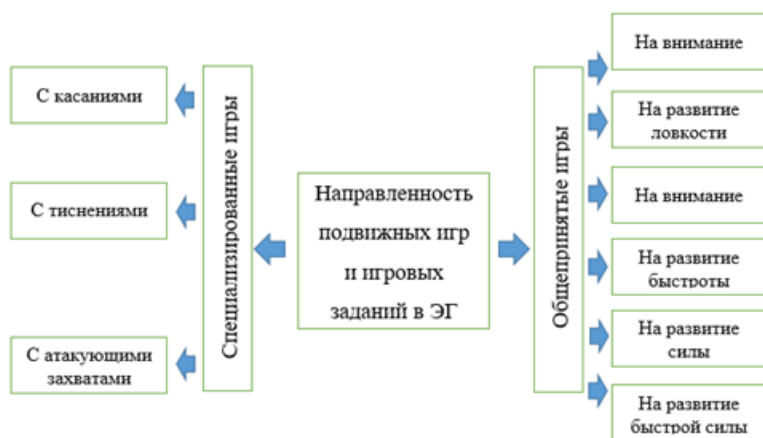 С касаниями
С тиснениями
С атакующими
захватами
Специализированные игры
Направленность
подвижных игр
и игровых
заданий в ЭГ
Общепринятые игры
На внимание
На развитие
ловкости
На внимание
На развитие
быстроты
На развитие
силы
На развитие
быстрой силы